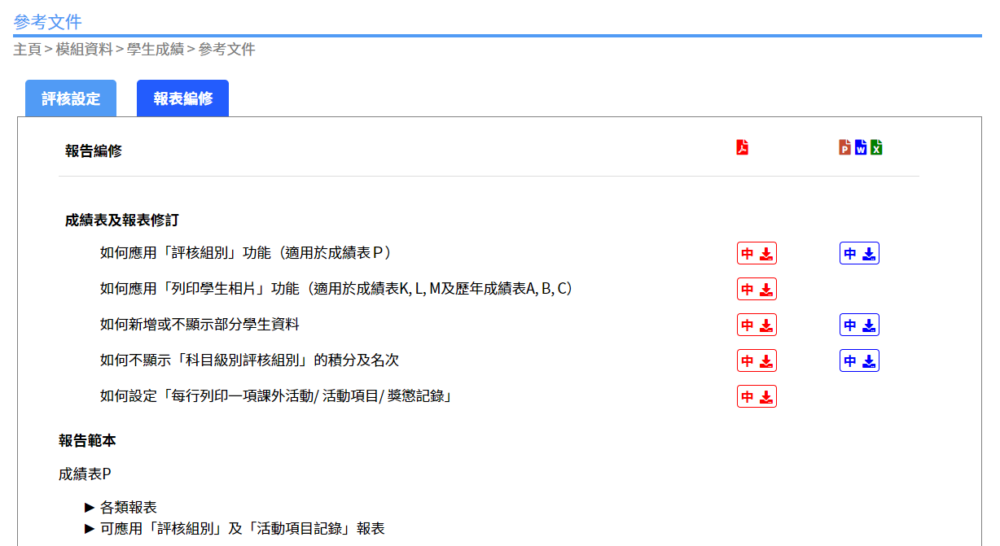 參考文件
主頁 > 模組資料 > 學生成績 > 參考文件
評核設定 報表編修
報告編修 P W X
成績表及報表修訂
如何應用「評核組別」功能（適用於成績表Ｐ） 中 中
如何應用「列印學生相片」功能（適用於成績表K, L, M及歷年成績表A, B, C） 中
如何新增或不顯示部分學生資料 中 中
如何不顯示「科目級別評核組別」的積分及名次 中 中
如何設定「每行列印一項課外活動/ 活動項目/ 獎懲記錄」 中
報告範本
成績表P
▶ 各類報表
▶ 可應用「評核組別」及「活動項目記錄」報表